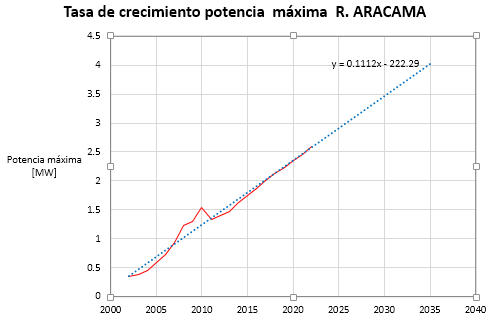 Tasa de crecimiento potencia máxima R. ARACAMA
4.5
4
y = 0.1112x - 222.29
3.5
3
2.5
Potencia máxima
[MW]
2
1.5
1
0.5
0
2000 2005 2010 2015 2020 2025 2030 2035 2040